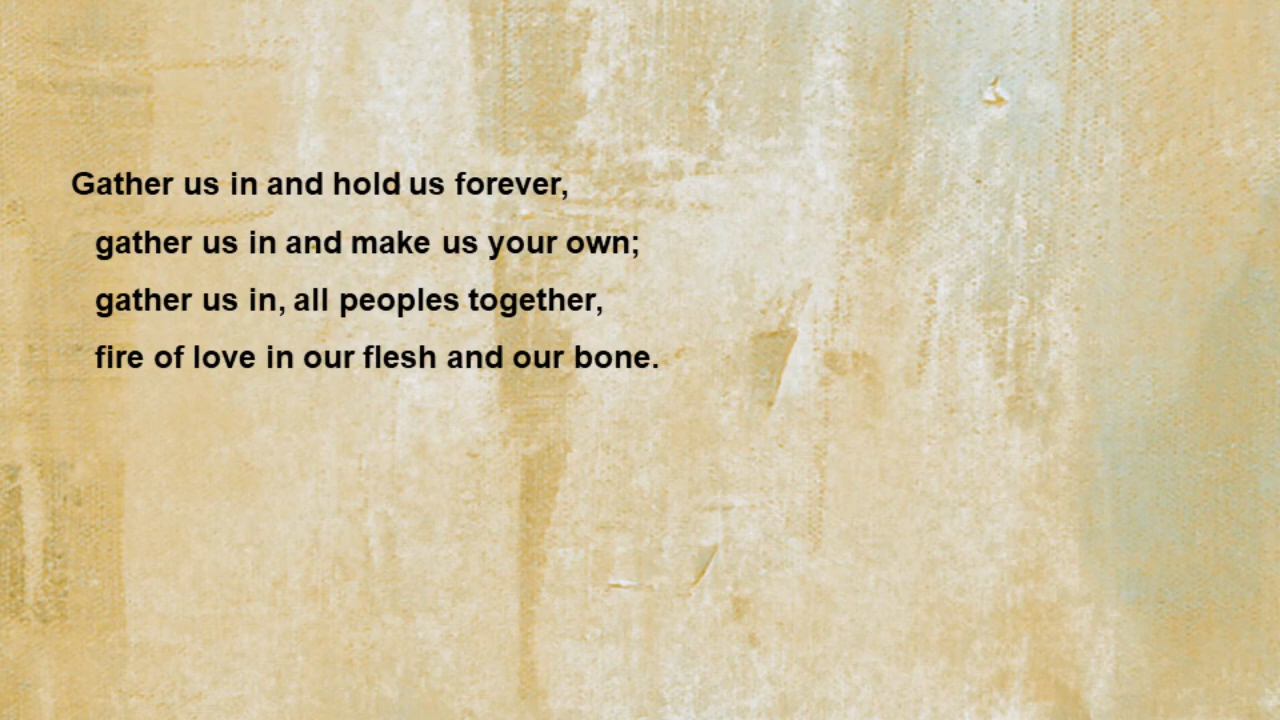 Gather us in and hold us forever,
gather us in and make us your own;
gather us in, all peoples together,
fire of love in our flesh and our bone.